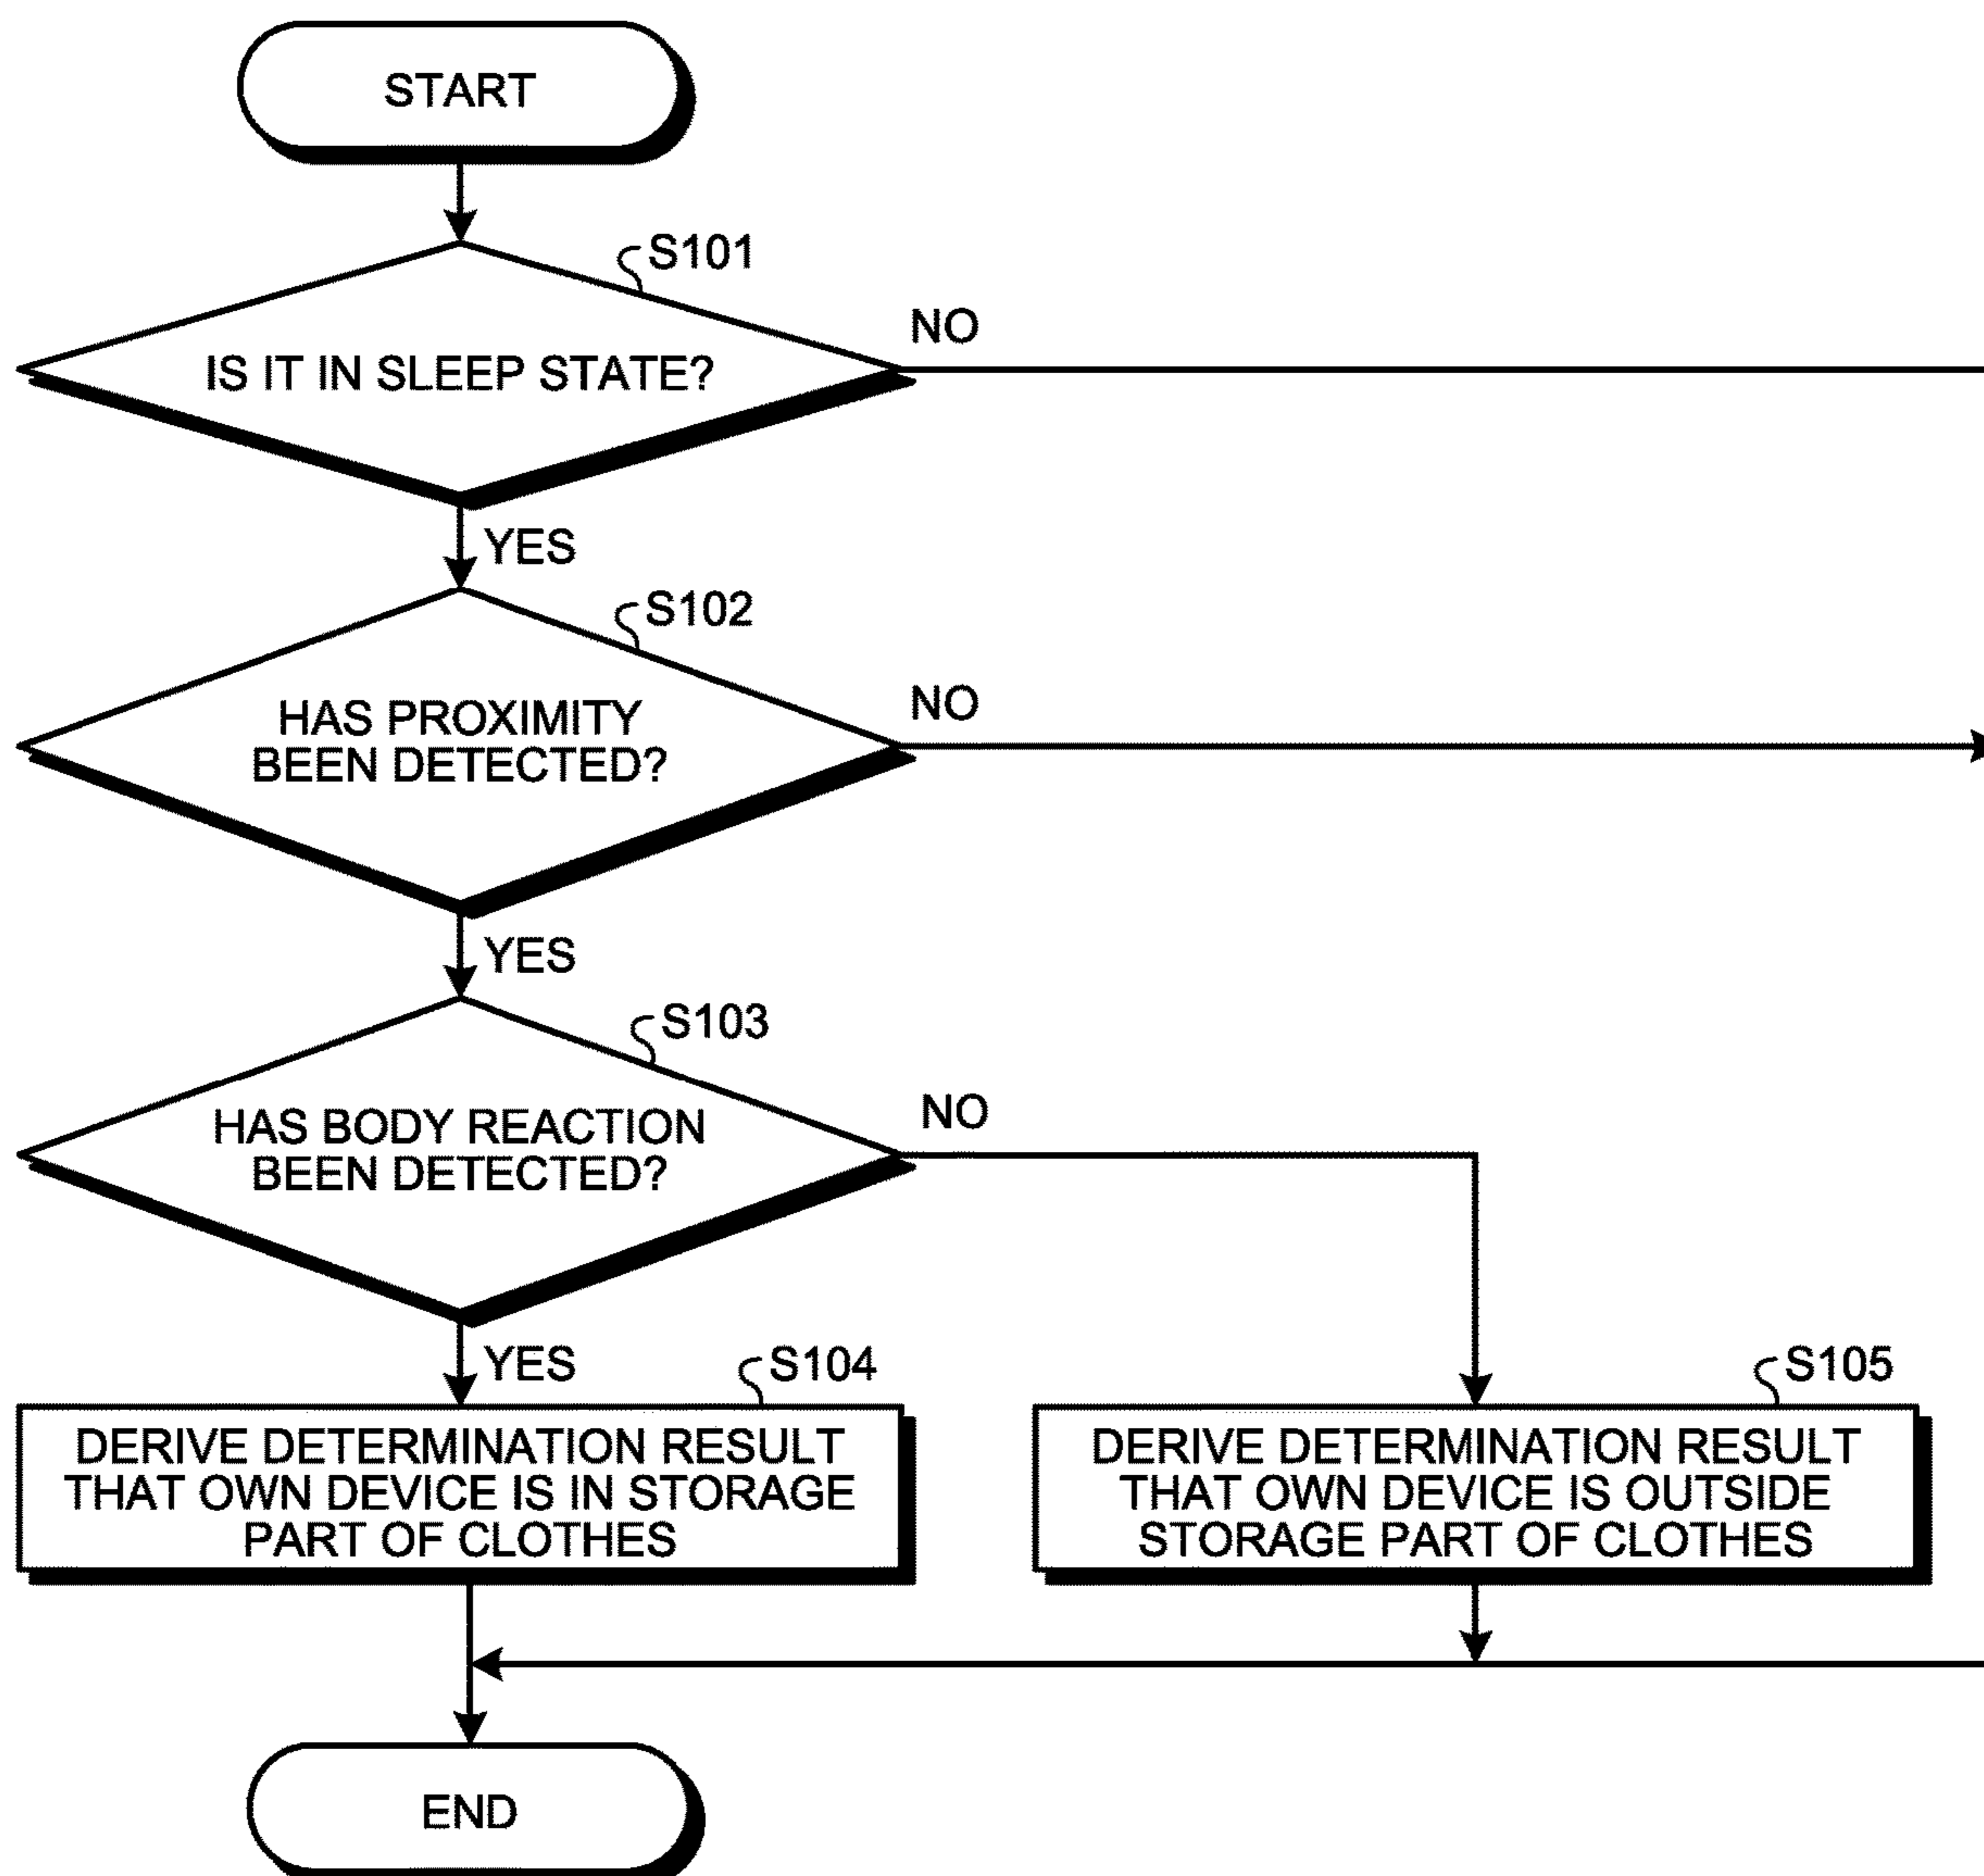 START
S101
IS IT IN SLEEP STATE?
NO
YES
S102
HAS PROXIMITY
BEEN DETECTED?
NO
YES
S103
HAS BODY REACTION
BEEN DETECTED?
NO
YES
S104
DERIVE DETERMINATION RESULT
THAT OWN DEVICE IS IN STORAGE
PART OF CLOTHES
S105
DERIVE DETERMINATION RESULT
THAT OWN DEVICE IS OUTSIDE
STORAGE PART OF CLOTHES
END